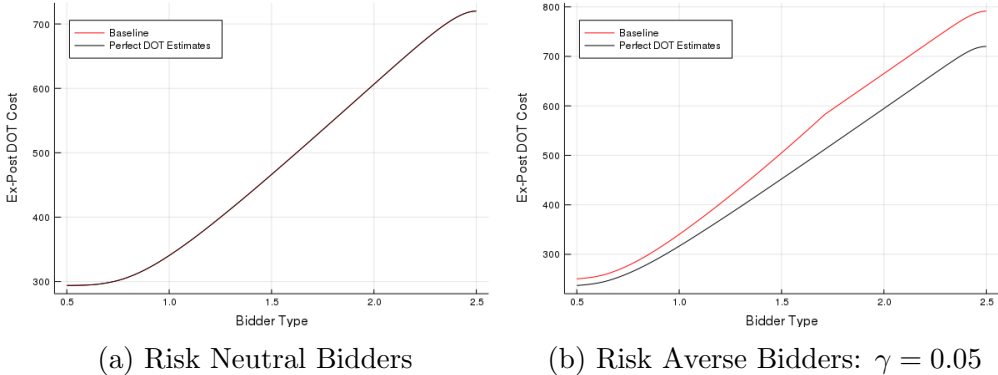 700
600
500
400
300
0.5 1.0 1.5 2.0 2.5
Ex-Post DOT Cost
Bidder Type
Baseline
Perfect DOT Estimates
(a) Risk Neutral Bidders
800
700
600
500
400
300
0.5 1.0 1.5 2.0 2.5
Ex-Post DOT Cost
Bidder Type
Baseline
Perfect DOT Estimates
(b) Risk Averse Bidders: γ = 0.05